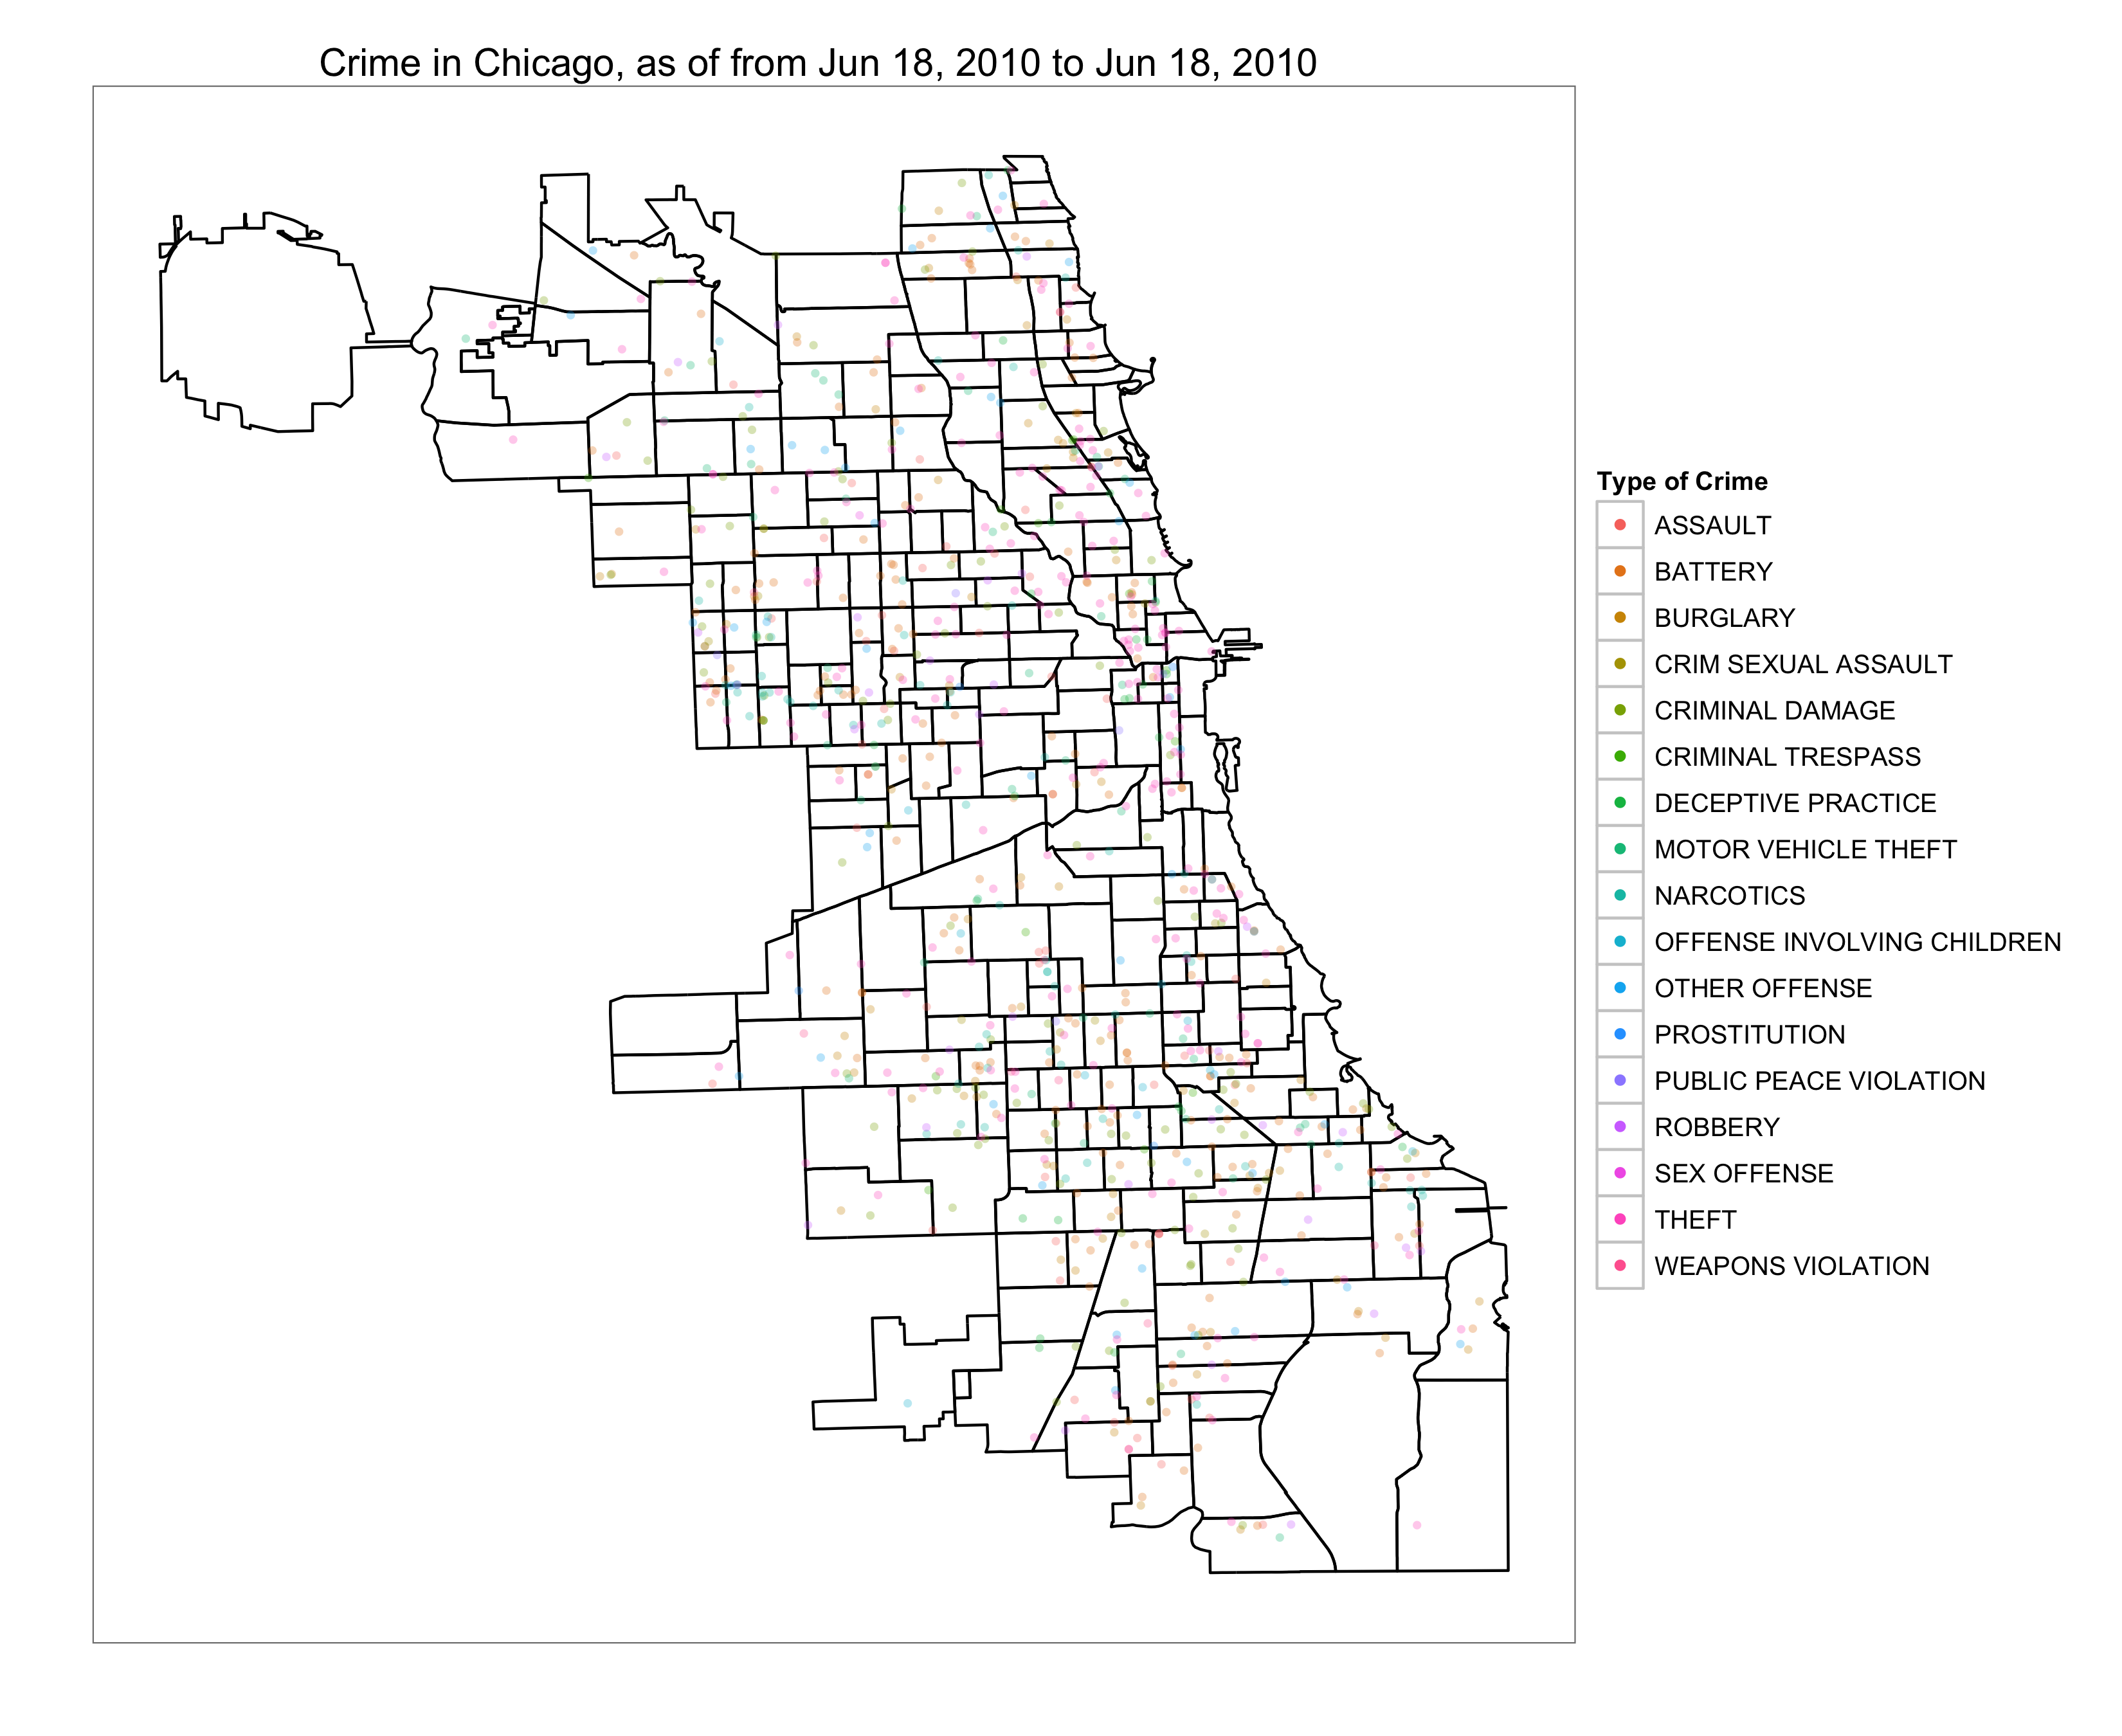 Crime in Chicago, as of from Jun 18, 2010 to Jun 18, 2010
Type of Crime
ASSAULT
BATTERY
BURGLARY
CRIM SEXUAL ASSAULT
CRIMINAL DAMAGE
CRIMINAL TRESPASS
DECEPTIVE PRACTICE
MOTOR VEHICLE THEFT
NARCOTICS
OFFENSE INVOLVING CHILDREN
OTHER OFFENSE
PROSTITUTION
PUBLIC PEACE VIOLATION
ROBBERY
SEX OFFENSE
THEFT
WEAPONS VIOLATION